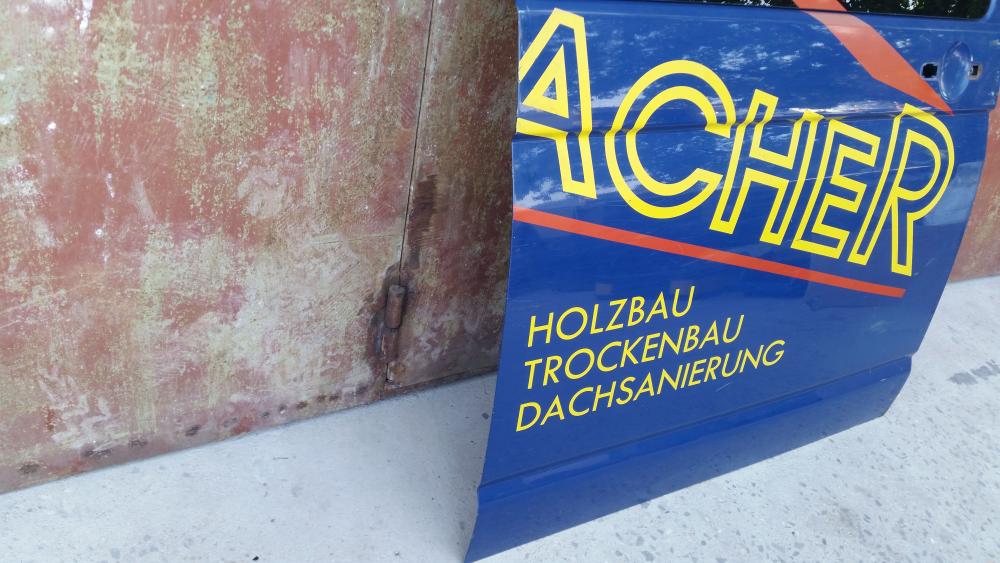 ACHER
HOLZBAU
TROCKENBAU
DACHSANIERUNG